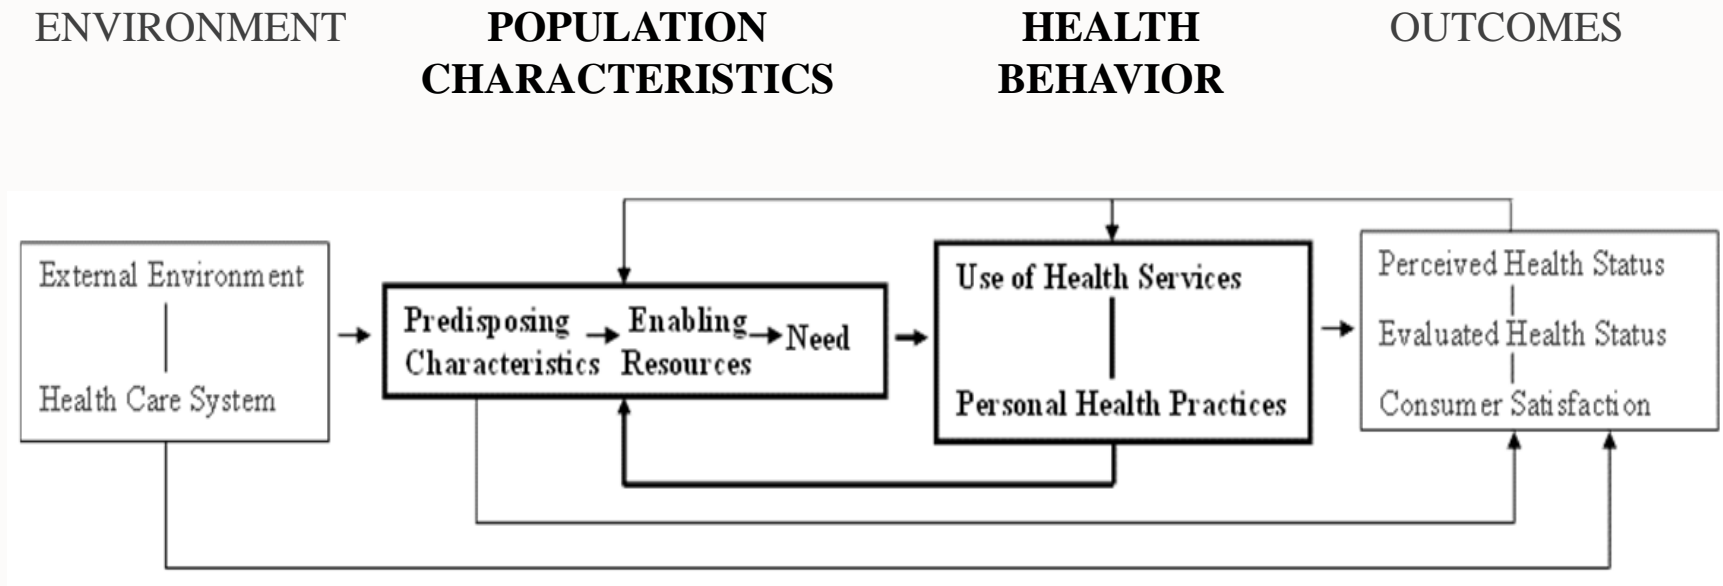 ENVIRONMENT
POPULATION
CHARACTERISTICS
HEALTH
BEHAVIOR
OUTCOMES
External Environment
Health Care System
Predisposing
Characteristics
Enabling
Resources
Need
Use of Health Services
Personal Health Practices
Perceived Health Status
Evaluated Health Status
Consumer Satisfaction